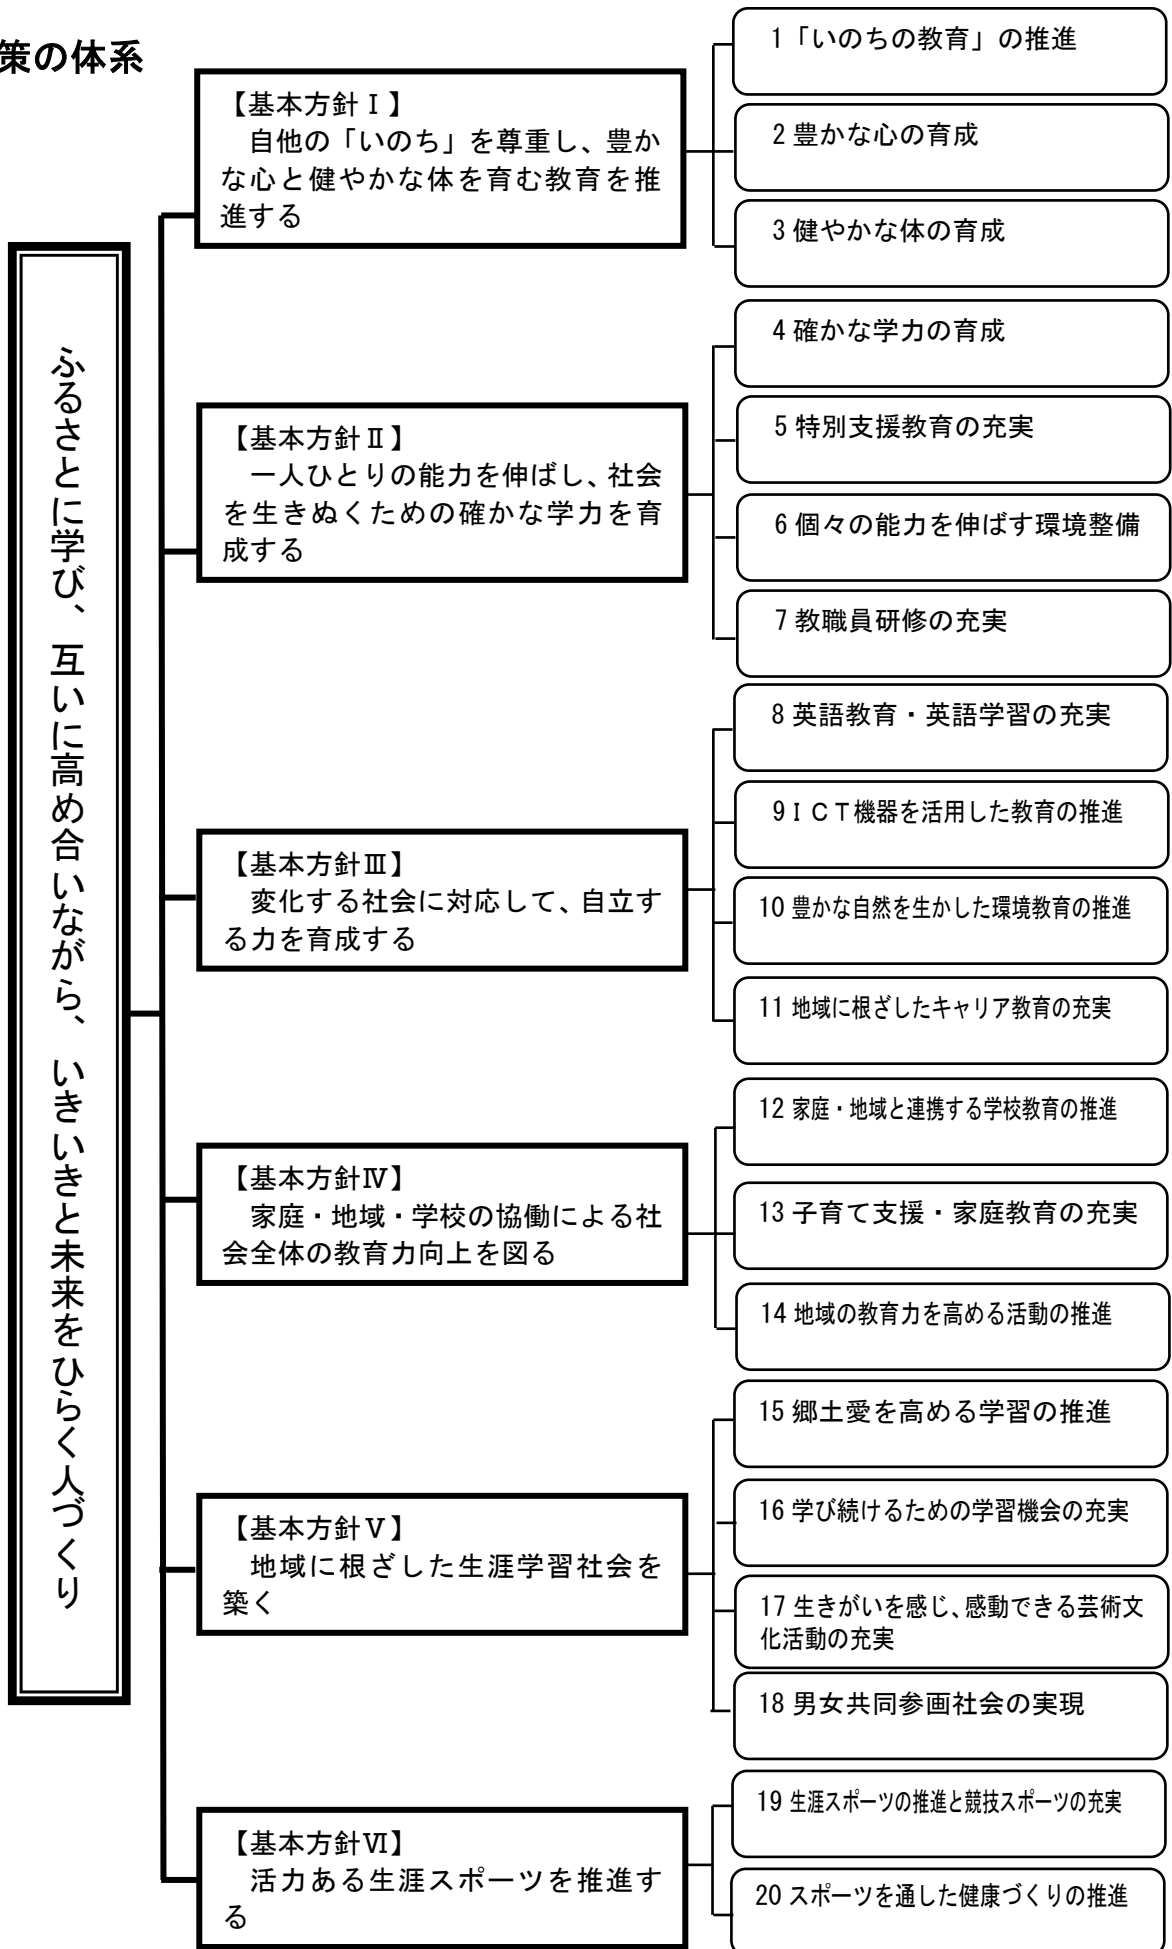 策の体系
ふるさとに学び、互いに高め合いながら、いきいきと未来をひらく人づくり
【基本方針Ⅰ】
自他の「いのち」を尊重し、豊か
な心と健やかな体を育む教育を推
進する
1「いのちの教育」の推進
2 豊かな心の育成
3 健やかな体の育成
【基本方針Ⅱ】
一人ひとりの能力を伸ばし、社会
を生きぬくための確かな学力を育
成する
4 確かな学力の育成
5 特別支援教育の充実
6 個々の能力を伸ばす環境整備
7 教職員研修の充実
【基本方針Ⅲ】
変化する社会に対応して、自立す
る力を育成する
8 英語教育・英語学習の充実
9 ＩＣＴ機器を活用した教育の推進
10 豊かな自然を生かした環境教育の推進
11 地域に根ざしたキャリア教育の充実
【基本方針Ⅳ】
家庭・地域・学校の協働による社
会全体の教育力向上を図る
12 家庭・地域と連携する学校教育の推進
13 子育て支援・家庭教育の充実
14 地域の教育力を高める活動の推進
【基本方針Ⅴ】
地域に根ざした生涯学習社会を
築く
15 郷土愛を高める学習の推進
16 学び続けるための学習機会の充実
17 生きがいを感じ、感動できる芸術文
化活動の充実
18 男女共同参画社会の実現
【基本方針Ⅵ】
活力ある生涯スポーツを推進す
る
19 生涯スポーツの推進と競技スポーツの充実
20 スポーツを通した健康づくりの推進